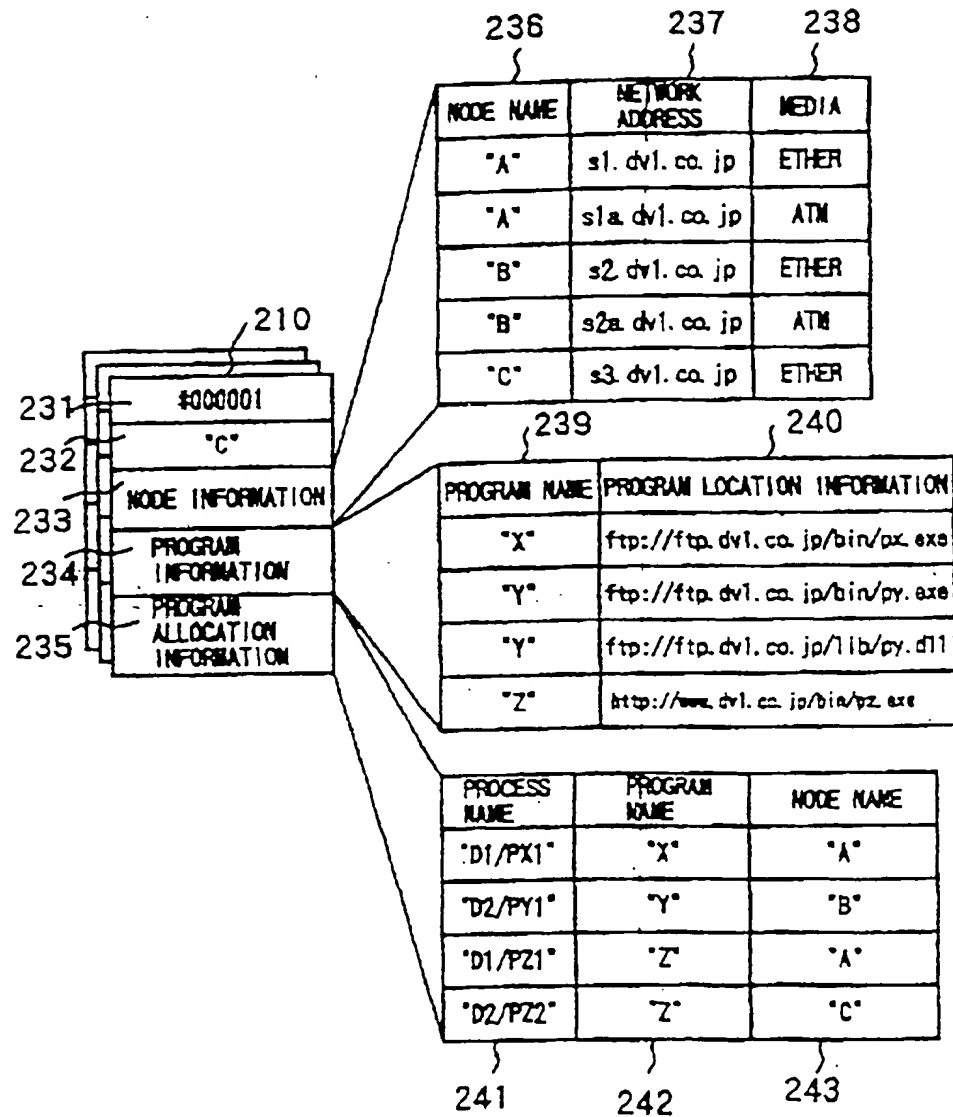 236 237 238
NODE NAME NETWORK ADDRESS MEDIA
"A" s1.dv1.co.jp ETHER
"A" s1a.dv1.co.jp ATM
"B" s2.dv1.co.jp ETHER
"B" s2a.dv1.co.jp ATM
"C" s3.dv1.co.jp ETHER
210
231 #000001
232 "C"
233 NODE INFORMATION
234 PROGRAM INFORMATION
235 PROGRAM ALLOCATION INFORMATION
239 240
PROGRAM NAME PROGRAM LOCATION INFORMATION
"X" ftp://ftp.dv1.co.jp/bin/px.exe
"Y" ftp://ftp.dv1.co.jp/bin/py.exe
"Y" ftp://ftp.dv1.co.jp/lib/py.dll
"Z" http://www.dv1.co.jp/bin/pz.exe
PROCESS NAME PROGRAM NAME NODE NAME
"D1/PX1" "X" "A"
"D2/PY1" "Y" "B"
"D1/PZ1" "Z" "A"
"D2/PZ2" "Z" "C"
241 242 243